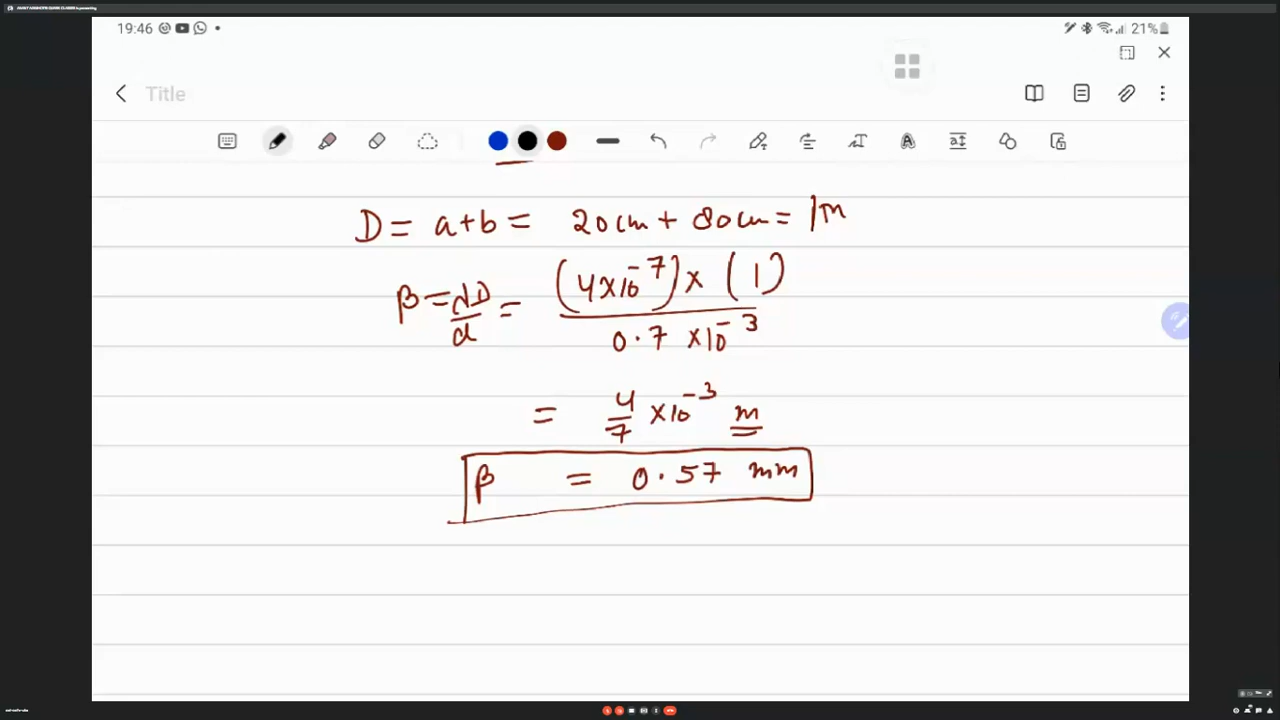 19:46
21%
Title
D = a+b = 20cm + 80cm = 1m
β = λD/d = (4×10⁻⁷) × (1) / 0.7 ×10⁻³
= 4/7 ×10⁻³ m
β = 0.57 mm